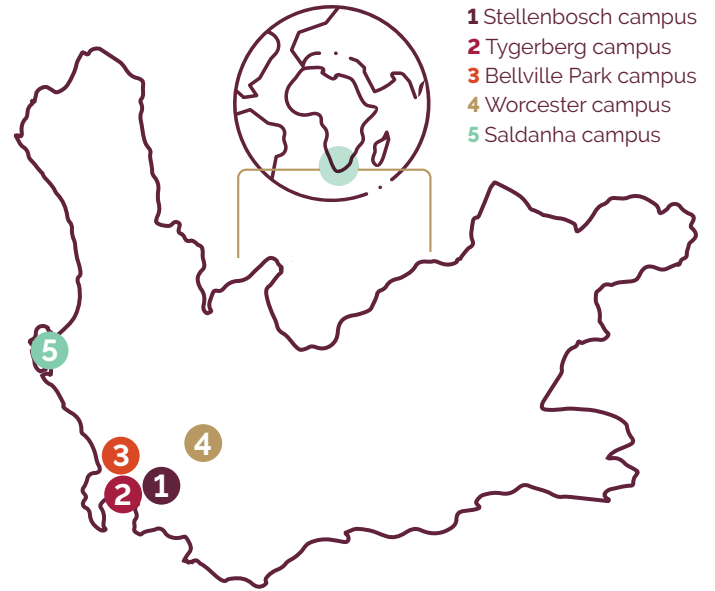 1 Stellenbosch campus
2 Tygerberg campus
3 Bellville Park campus
4 Worcester campus
5 Saldanha campus
5
4
3
1
2